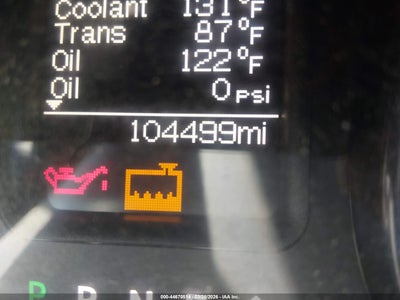 Coolant 131°F
Trans 87°F
Oil 122°F
Oil 0 PSI
104499mi
P R N